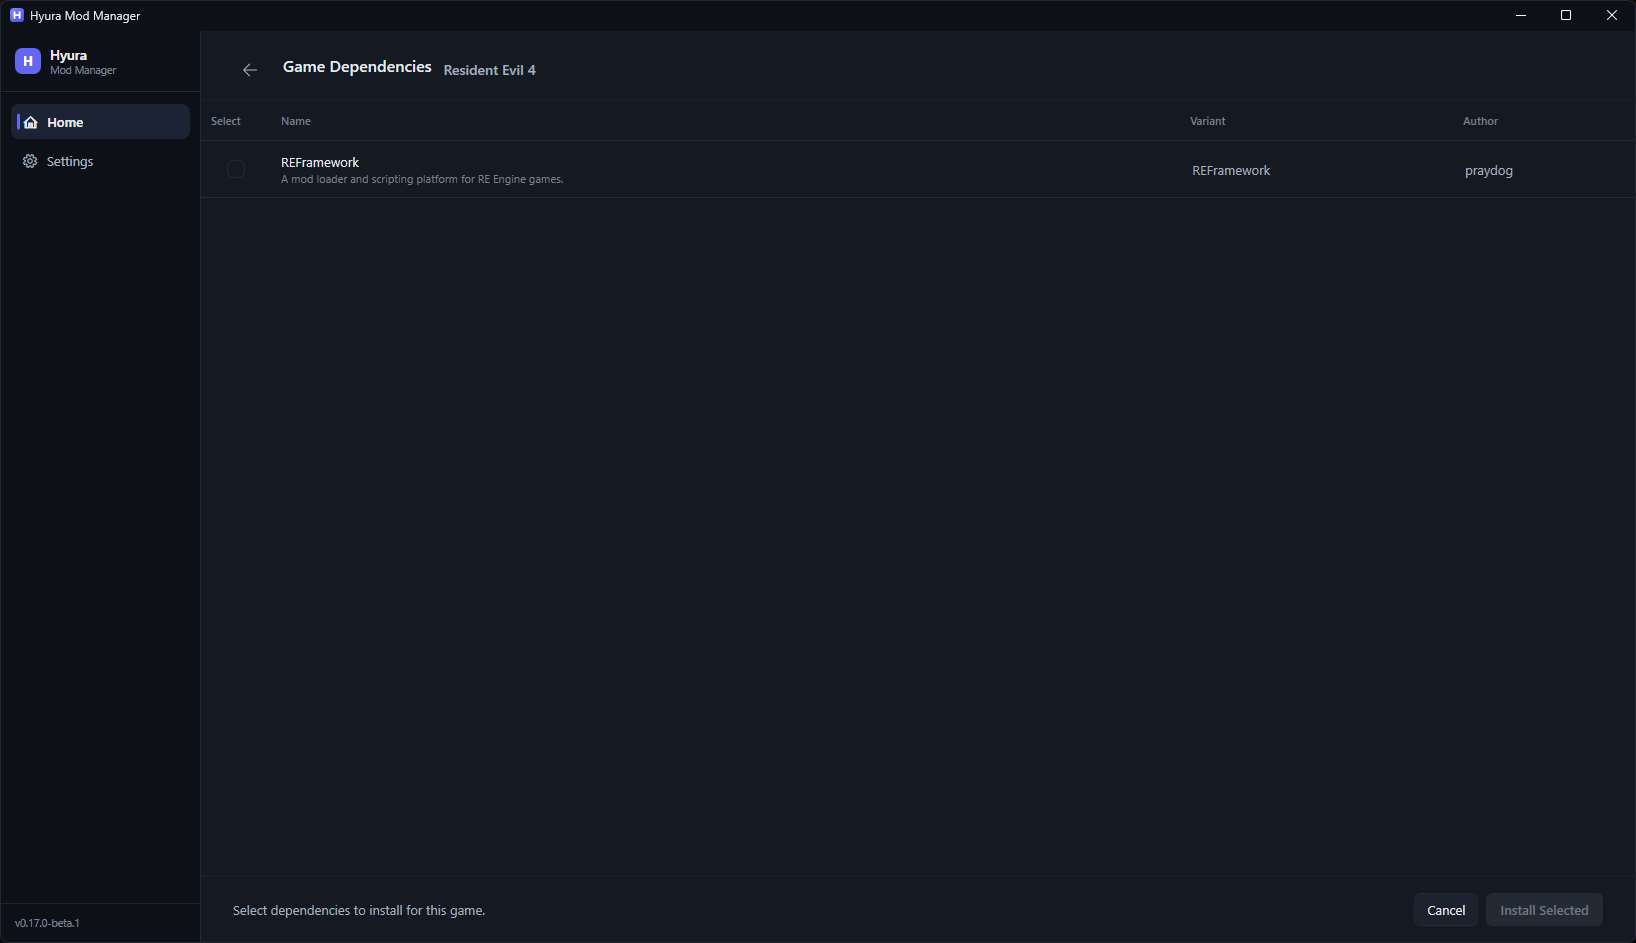 H Hyura Mod Manager
H Hyura
Mod Manager
Home
Settings
v0.17.0-beta.1
Game Dependencies Resident Evil 4
Select Name Variant Author
REFramework
A mod loader and scripting platform for RE Engine games.
REFramework praydog
Select dependencies to install for this game.
Cancel Install Selected